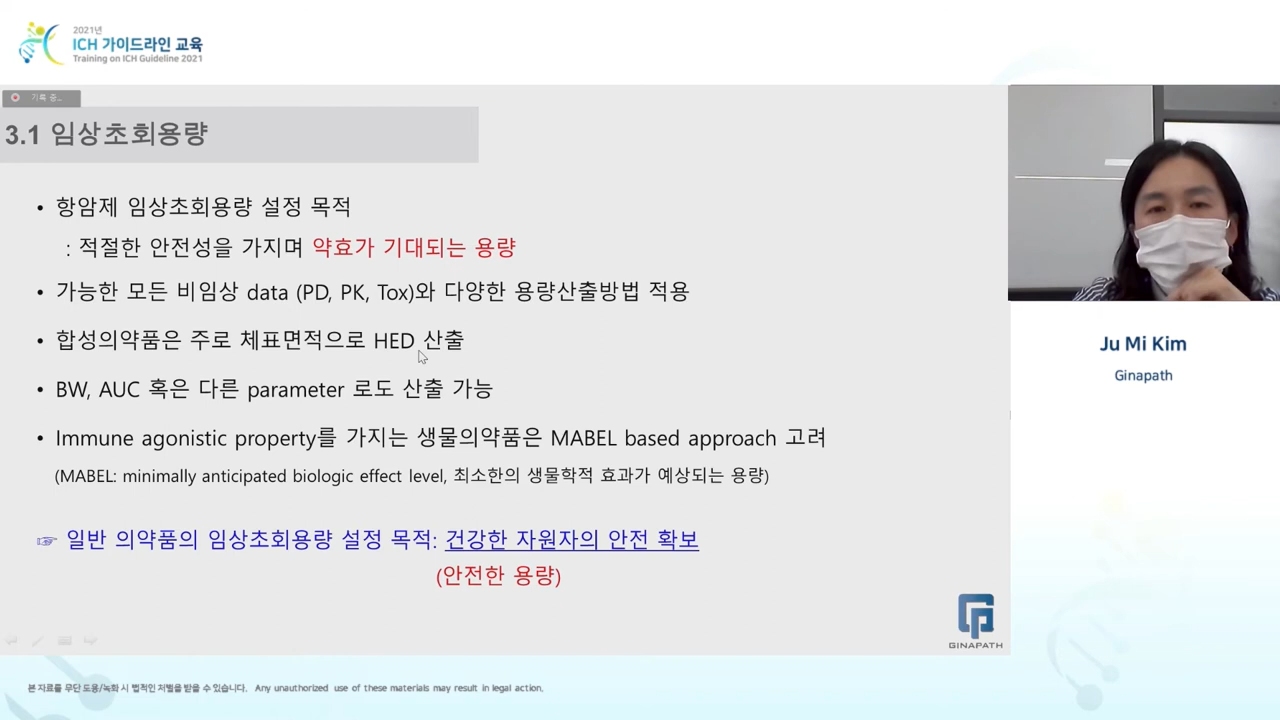 2021년
ICH 가이드라인 교육
Training on ICH Guideline 2021
기록 중...
3.1 임상초회용량
• 항암제 임상초회용량 설정 목적
: 적절한 안전성을 가지며 약효가 기대되는 용량
• 가능한 모든 비임상 data (PD, PK, Tox)와 다양한 용량산출방법 적용
• 합성의약품은 주로 체표면적으로 HED 산출
• BW, AUC 혹은 다른 parameter 로도 산출 가능
• Immune agonistic property를 가지는 생물의약품은 MABEL based approach 고려
(MABEL: minimally anticipated biologic effect level, 최소한의 생물학적 효과가 예상되는 용량)
☞ 일반 의약품의 임상초회용량 설정 목적: 건강한 자원자의 안전 확보
(안전한 용량)
GINAPATH
Ju Mi Kim
Ginapath
본 자료를 무단 도용/녹화 시 법적인 처벌을 받을 수 있습니다. Any unauthorized use of these materials may result in legal action.